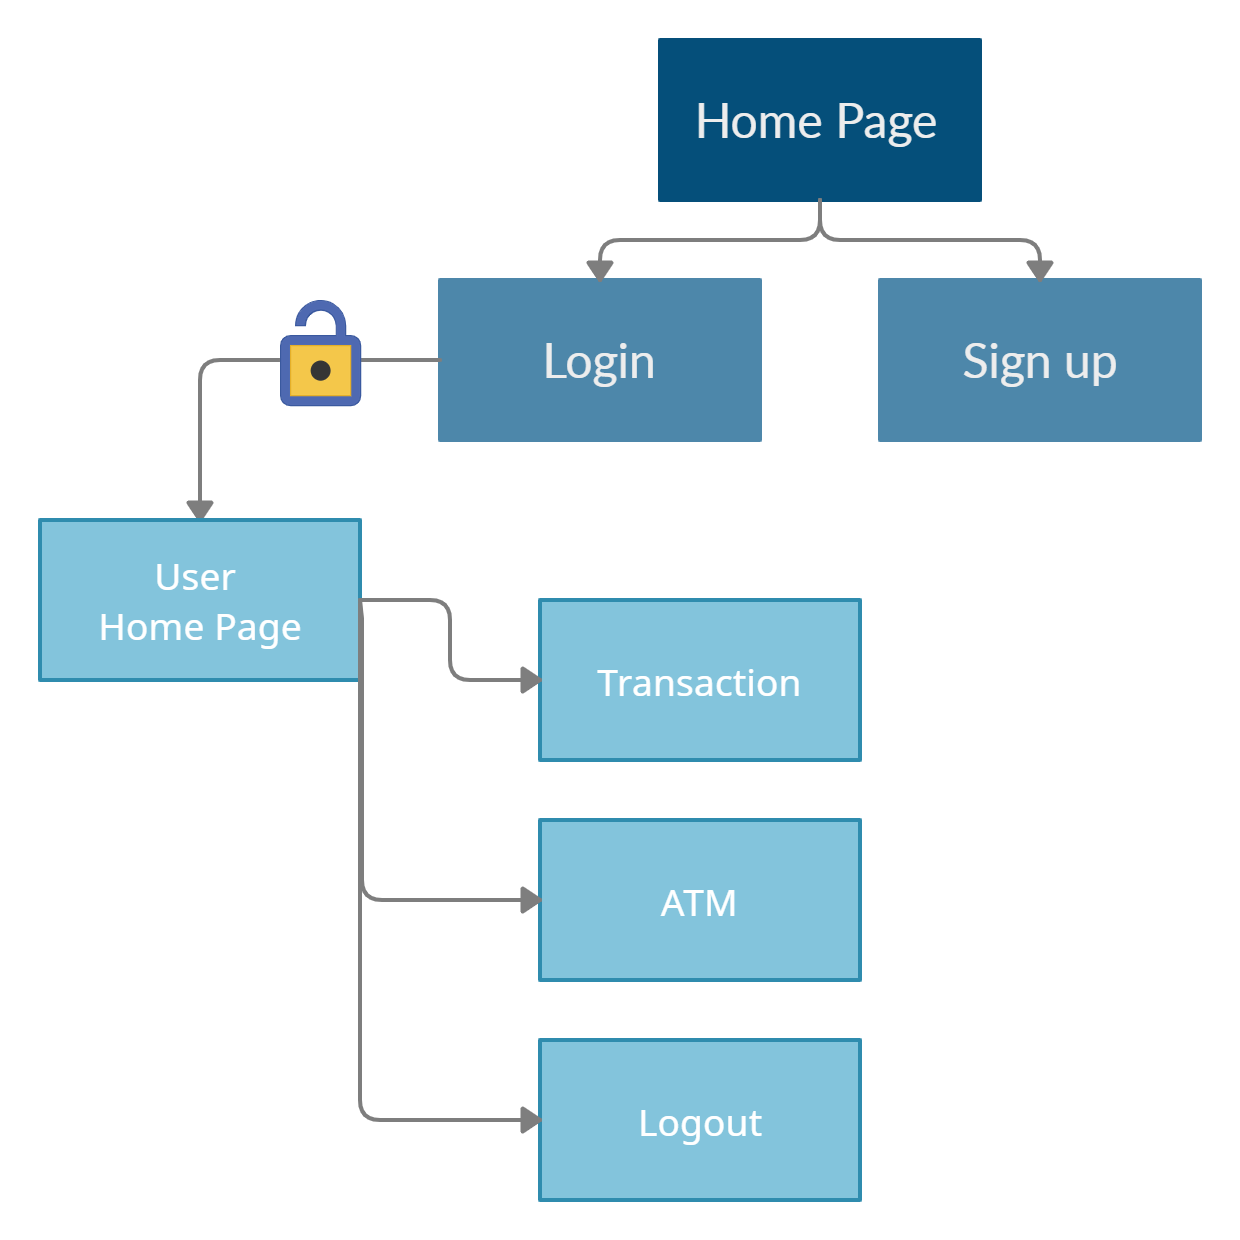 Home Page
Login
Sign up
User
Home Page
Transaction
ATM
Logout